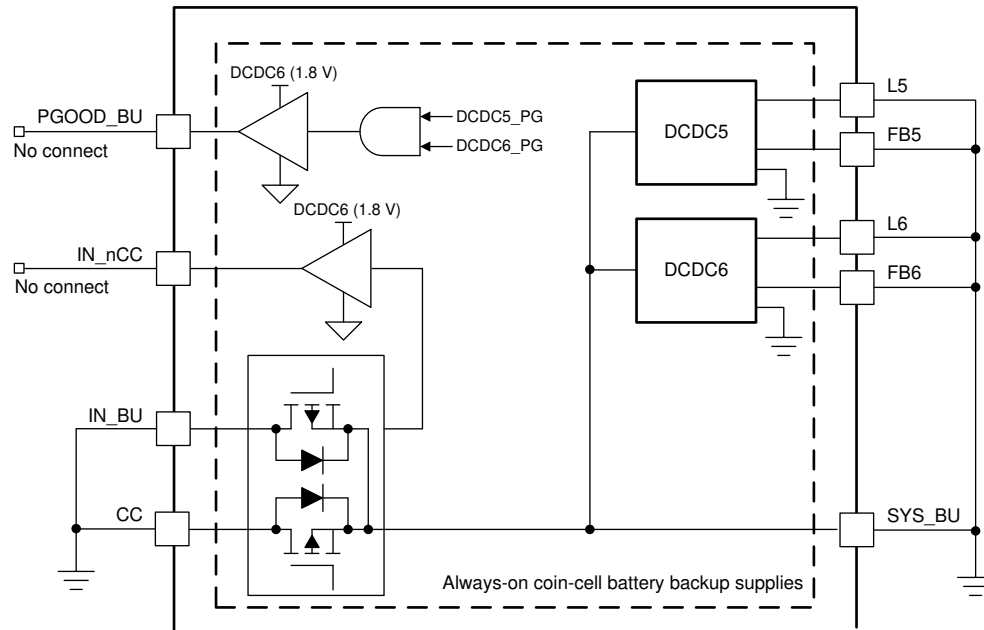 DCDC6 (1.8 V)
PGOOD_BU
No connect
DCDC5_PG
DCDC6_PG
DCDC6 (1.8 V)
IN_nCC
No connect
IN_BU
CC
DCDC5
DCDC6
L5
FB5
L6
FB6
SYS_BU
Always-on coin-cell battery backup supplies